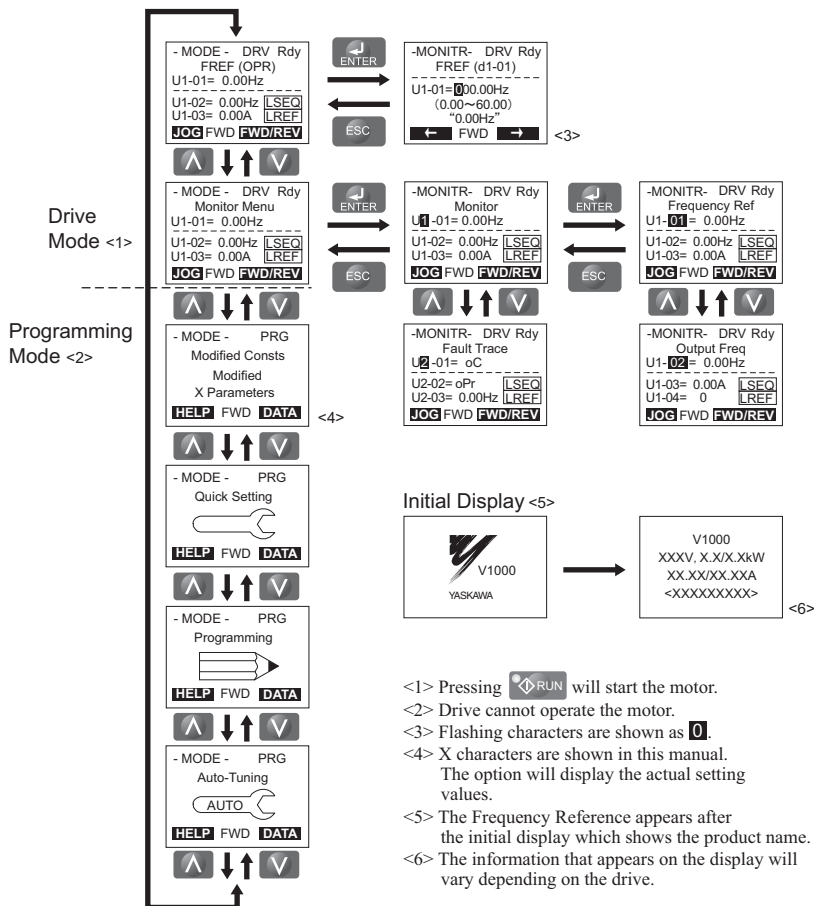 - MODE -   DRV Rdy
FREF (OPR)
U1-01=  0.00Hz
U1-02=  0.00Hz LSEQ
U1-03=  0.00A LREF
JOG FWD FWD/REV
ENTER
ESC
-MONITR-  DRV Rdy
FREF (d1-01)
U1-01=000.00Hz
(0.00~60.00)
“0.00Hz”
← FWD →
<3>
Drive
Mode <1>
- MODE -  DRV Rdy
Monitor Menu
U1-01=  0.00Hz
U1-02=  0.00Hz LSEQ
U1-03=  0.00A LREF
JOG FWD FWD/REV
ENTER
ESC
-MONITR-  DRV Rdy
Monitor
U1 -01= 0.00Hz
U1-02=  0.00Hz LSEQ
U1-03=  0.00A LREF
JOG FWD FWD/REV
ENTER
ESC
-MONITR-  DRV Rdy
Frequency Ref
U1- 01 =  0.00Hz
U1-02=  0.00Hz LSEQ
U1-03=  0.00A LREF
JOG FWD FWD/REV
Programming
Mode <2>
- MODE -   PRG
Modified Consts
Modified
X Parameters
HELP FWD DATA
<4>
-MONITR-  DRV Rdy
Fault Trace
U2 -01=  oC
U2-02= oPr LSEQ
U2-03=  0.00Hz LREF
JOG FWD FWD/REV
-MONITR-  DRV Rdy
Output Freq
U1- 02 =  0.00Hz
U1-03=  0.00A LSEQ
U1-04=   0 LREF
JOG FWD FWD/REV
- MODE -   PRG
Quick Setting
HELP FWD DATA
- MODE -   PRG
Programming
HELP FWD DATA
- MODE -   PRG
Auto-Tuning
AUTO
HELP FWD DATA
Initial Display <5>
V1000
YASKAWA
V1000
XXXV, X.X/X.XkW
XX.XX/XX.XXA
<XXXXXXXXX>
<6>
<1> Pressing RUN will start the motor.
<2> Drive cannot operate the motor.
<3> Flashing characters are shown as 0.
<4> X characters are shown in this manual.
The option will display the actual setting
values.
<5> The Frequency Reference appears after
the initial display which shows the product name.
<6> The information that appears on the display will
vary depending on the drive.